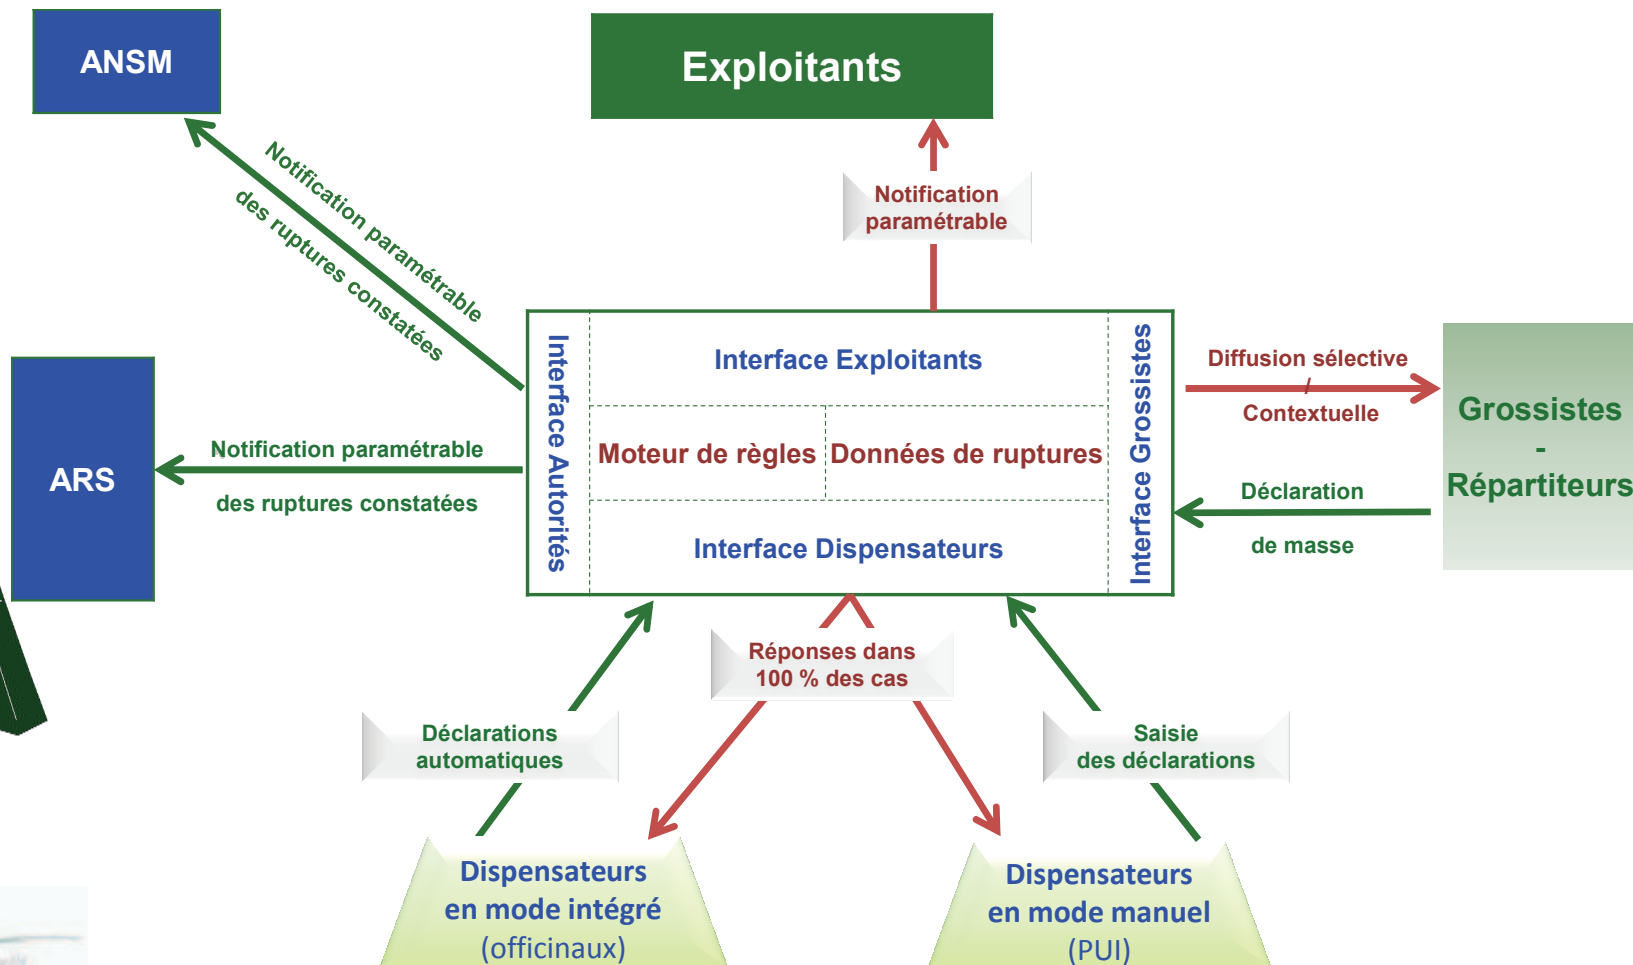 ANSM
Exploitants
Notification paramétrable
des ruptures constatées
Notification
paramétrable
Interface Autorités
Interface Exploitants
Moteur de règles
Données de ruptures
Interface Dispensateurs
Interface Grossistes
Diffusion sélective
/
Contextuelle
Grossistes
-
Répartiteurs
Déclaration
de masse
ARS
Notification paramétrable
des ruptures constatées
Réponses dans
100 % des cas
Déclarations
automatiques
Saisie
des déclarations
Dispensateurs
en mode intégré
(officinaux)
Dispensateurs
en mode manuel
(PUI)